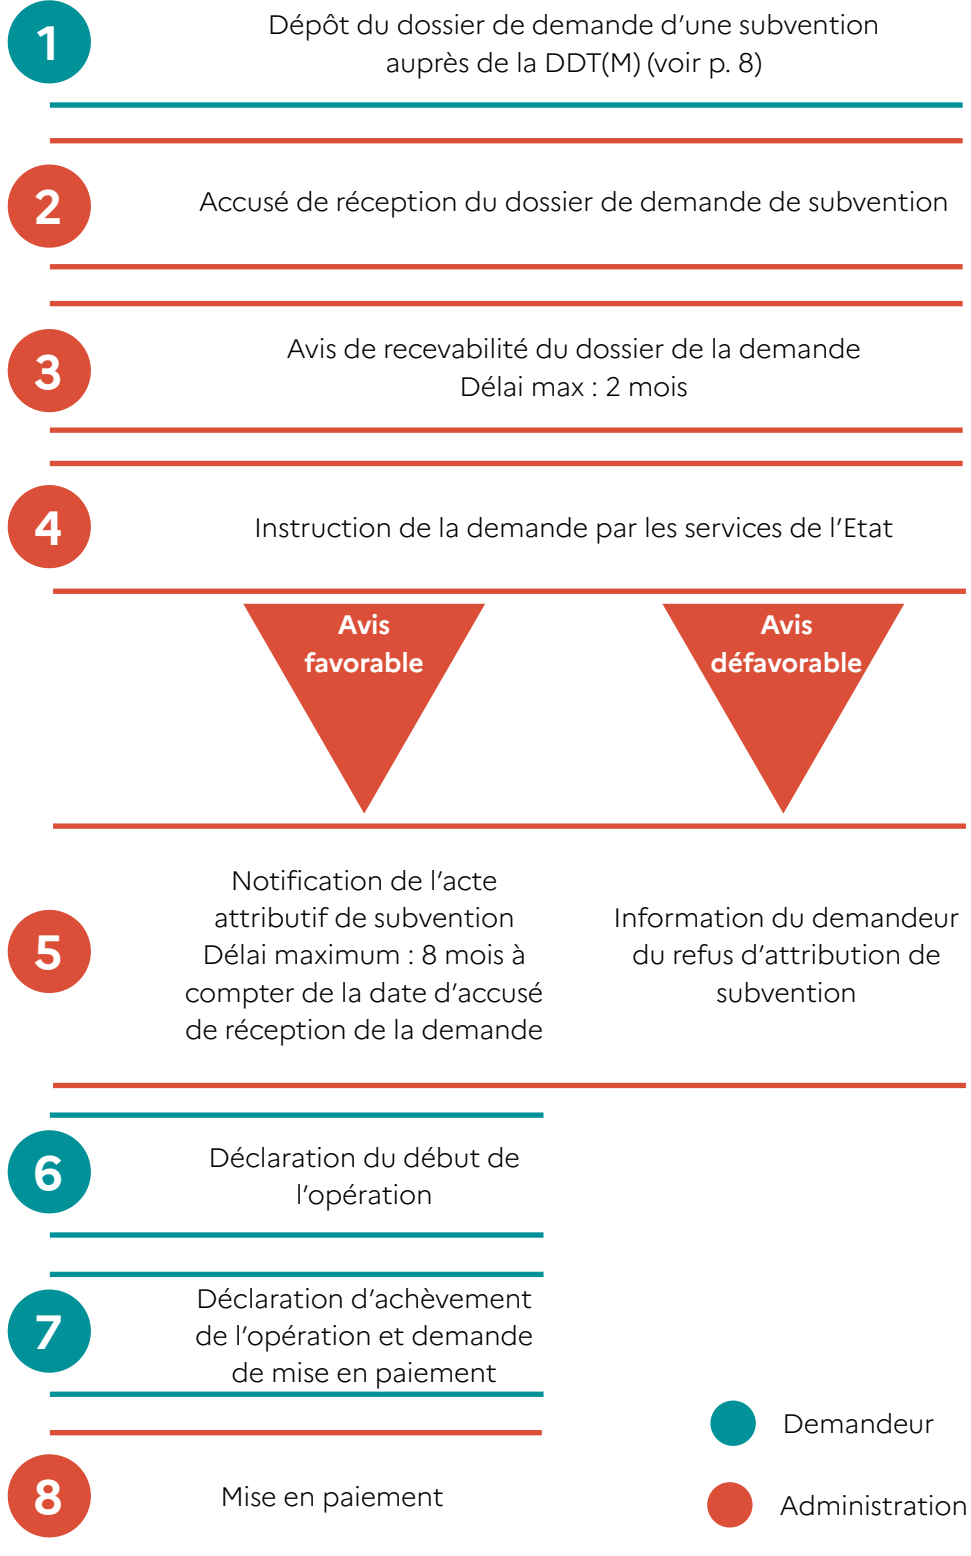 1
Dépôt du dossier de demande d’une subvention
auprès de la DDT(M) (voir p. 8)
2
Accusé de réception du dossier de demande de subvention
3
Avis de recevabilité du dossier de la demande
Délai max : 2 mois
4
Instruction de la demande par les services de l’Etat
Avis
favorable
Avis
défavorable
5
Notification de l’acte
attributif de subvention
Délai maximum : 8 mois à
compter de la date d’accusé
de réception de la demande
Information du demandeur
du refus d’attribution de
subvention
6
Déclaration du début de
l’opération
7
Déclaration d’achèvement
de l’opération et demande
de mise en paiement
8
Mise en paiement
Demandeur
Administration